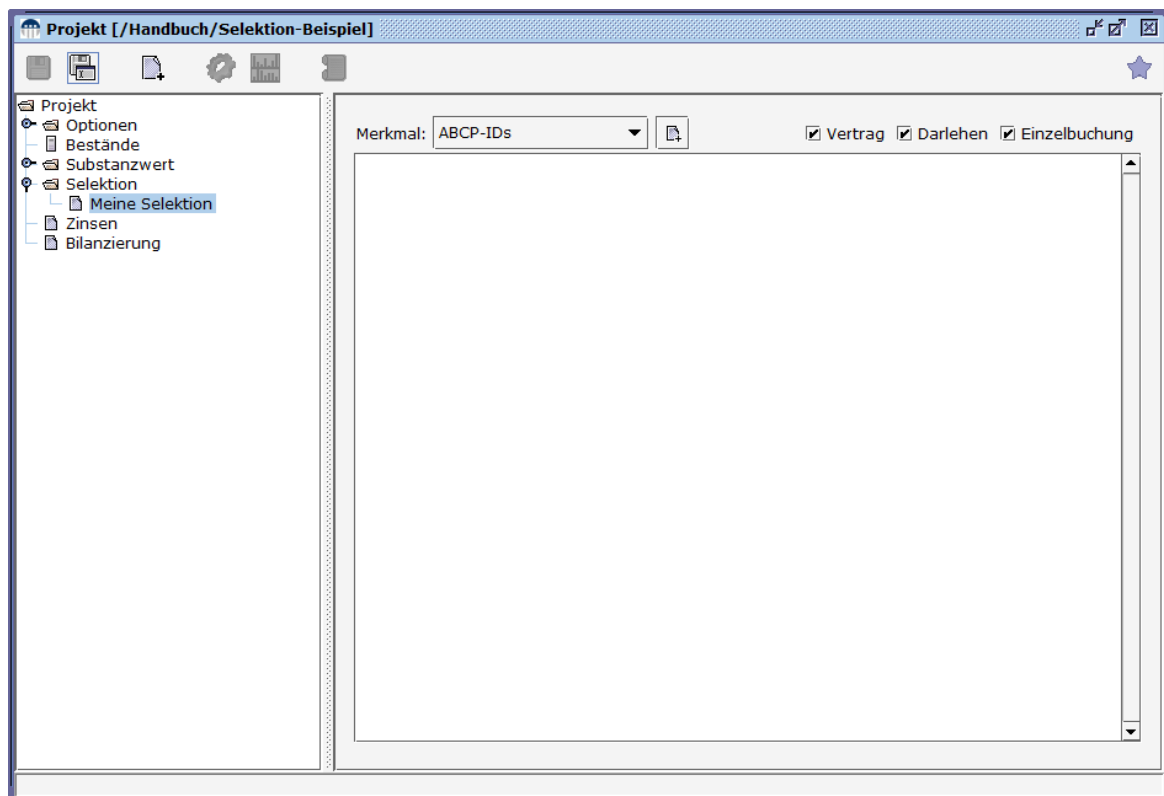 Projekt [/Handbuch/Selektion-Beispiel]
Projekt
Optionen
Bestände
Substanzwert
Selektion
Meine Selektion
Zinsen
Bilanzierung
Merkmal: ABCP-IDs Vertrag Darlehen Einzelbuchung